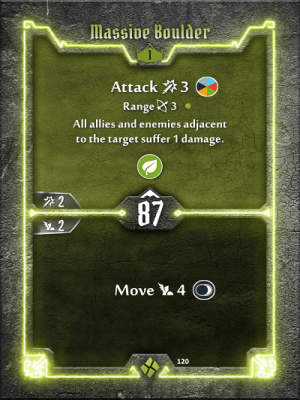 Massive Boulder
1
Attack 3
Range 3
All allies and enemies adjacent
to the target suffer 1 damage.
2
87
2
Move 4
120